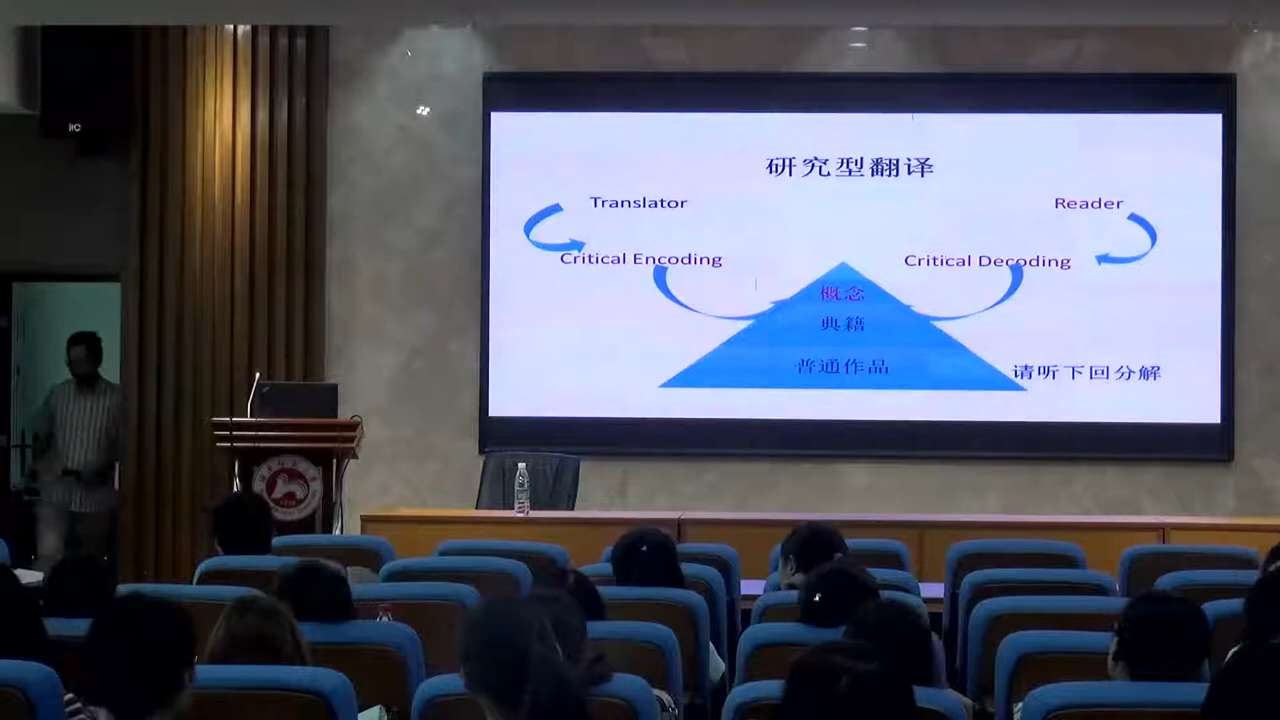 研究型翻译
Translator
Reader
Critical Encoding
Critical Decoding
概念
典籍
普通作品
请听下回分解